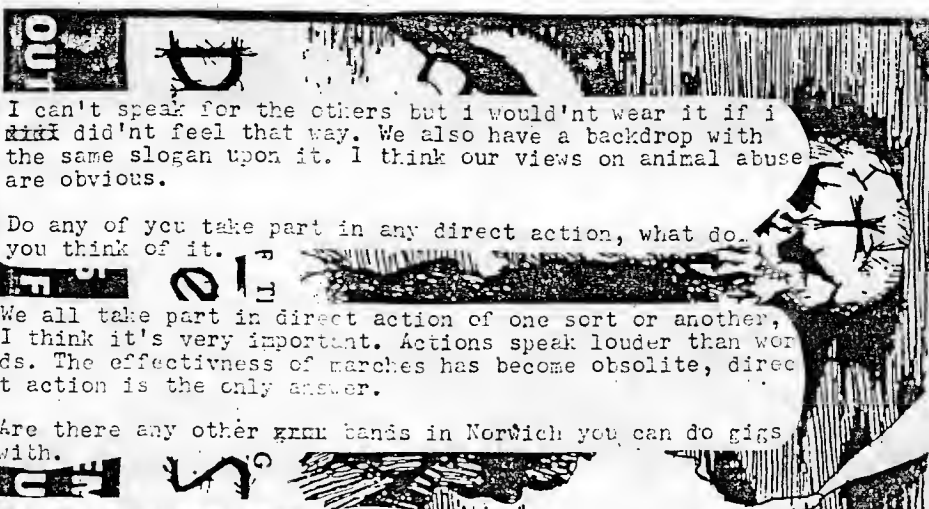 I can't speak for the others but i would'nt wear it if i
did'nt feel that way. We also have a backdrop with
the same slogan upon it. I think our views on animal abuse
are obvious.
Do any of you take part in any direct action, what do
you think of it.
We all take part in direct action of one sort or another,
I think it's very important. Actions speak louder than wor
ds. The effectivness of marches has become obsolite, direc
t action is the only answer.
Are there any other bands in Norwich you can do gigs
with.